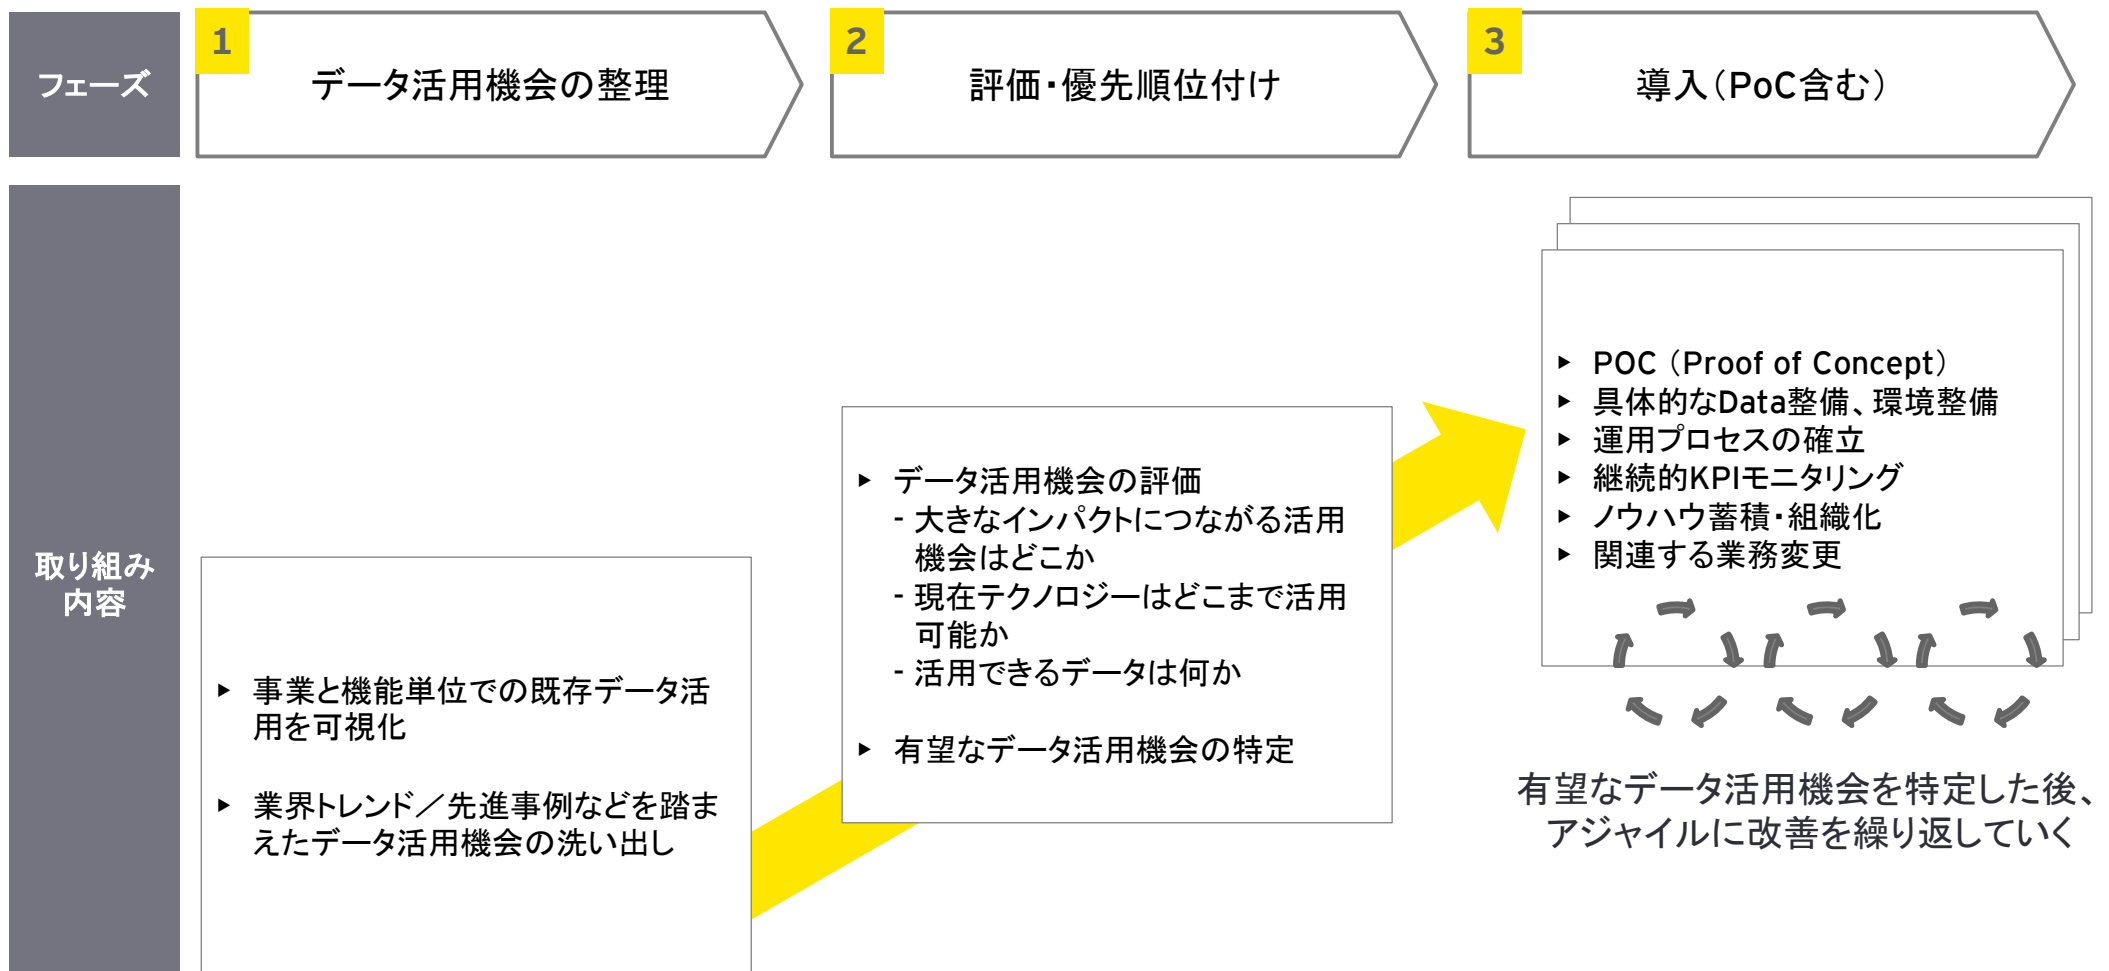 フェーズ
1
データ活用機会の整理
2
評価・優先順位付け
3
導入（PoC含む）
取り組み
内容
▶ 事業と機能単位での既存データ活
用を可視化
▶ 業界トレンド／先進事例などを踏ま
えたデータ活用機会の洗い出し
▶ データ活用機会の評価
- 大きなインパクトにつながる活用
機会はどこか
- 現在テクノロジーはどこまで活用
可能か
- 活用できるデータは何か
▶ 有望なデータ活用機会の特定
▶ POC（Proof of Concept）
▶ 具体的なData整備、環境整備
▶ 運用プロセスの確立
▶ 継続的KPIモニタリング
▶ ノウハウ蓄積・組織化
▶ 関連する業務変更
有望なデータ活用機会を特定した後、
アジャイルに改善を繰り返していく